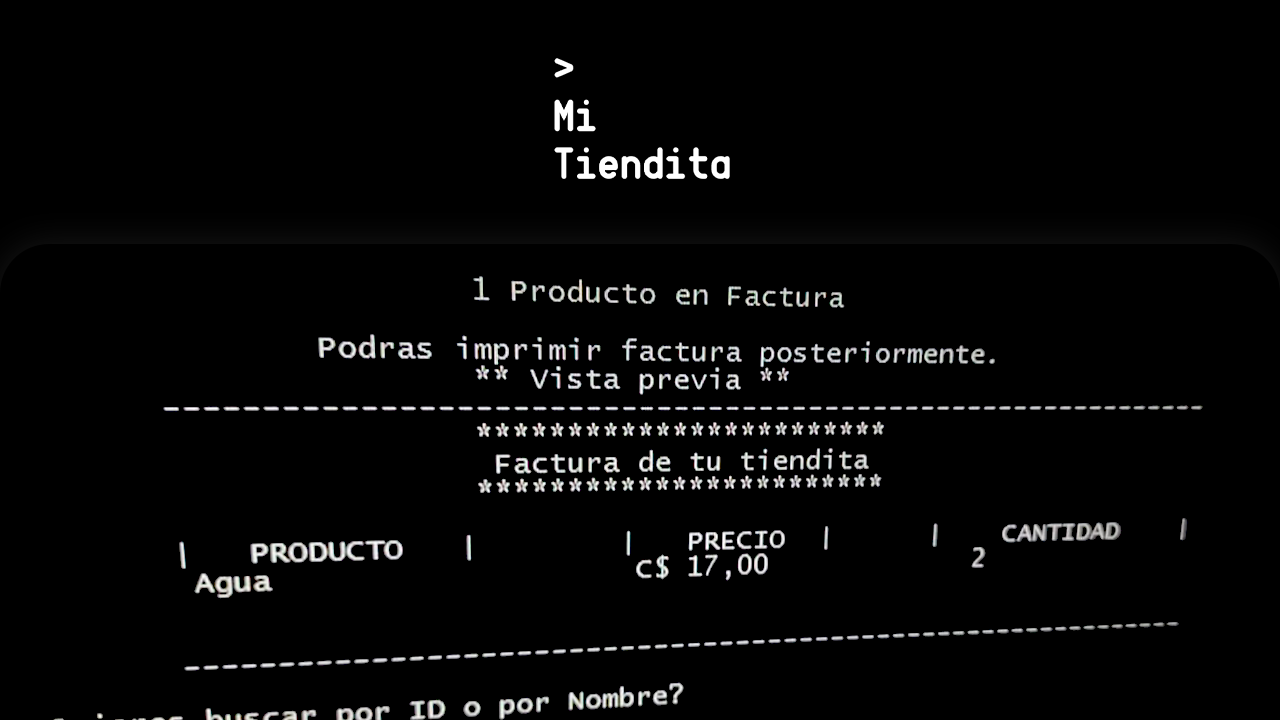 >
Mi
Tiendita
1 Producto en Factura
Podras imprimir factura posteriormente.
** Vista previa **
---------------------------------------------------------------
***********************
Factura de tu tiendita
***********************
| PRODUCTO | | PRECIO | | CANTIDAD |
Agua C$ 17,00 2
------------------------------------------------------
buscar por ID o por Nombre?